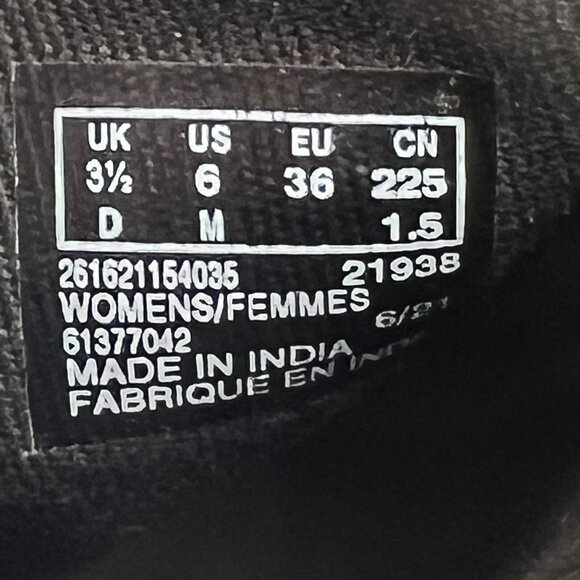 UK US EU CN
3½ 6 36 225
D M 1.5
261621154035 21938
WOMENS/FEMMES
61377042
MADE IN INDIA
FABRIQUE EN